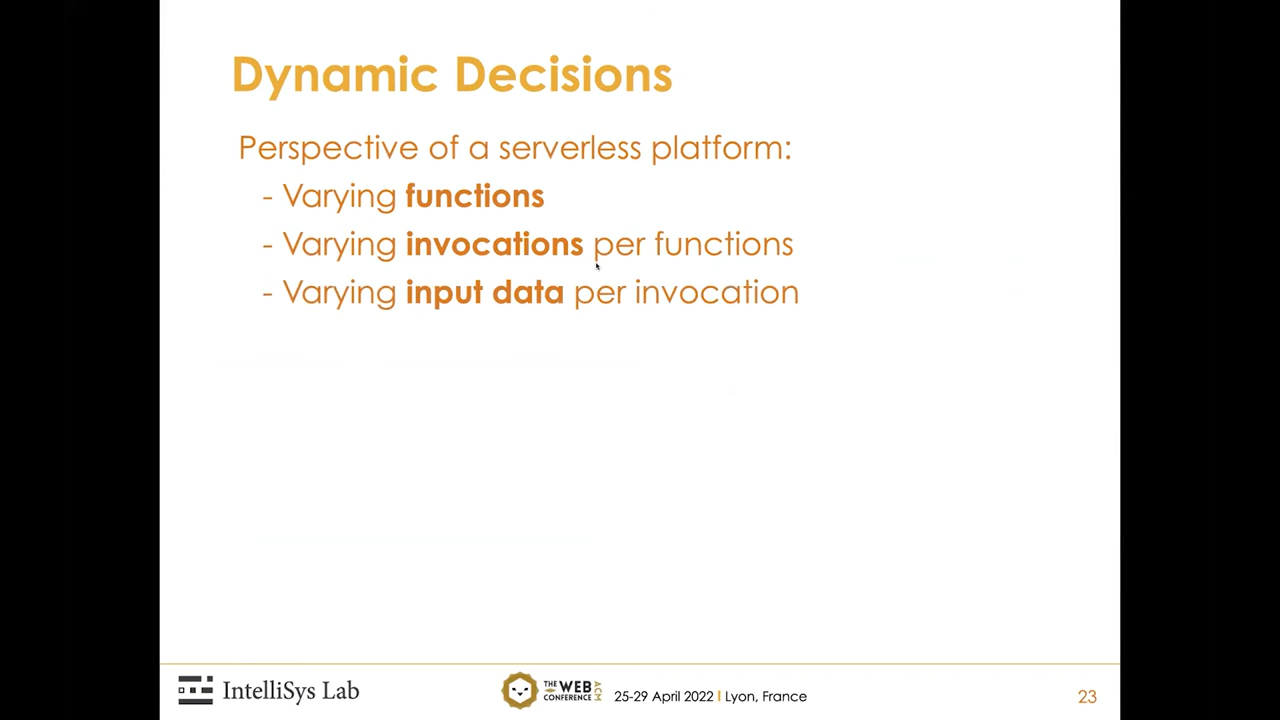 Dynamic Decisions
Perspective of a serverless platform:
- Varying functions
- Varying invocations per functions
- Varying input data per invocation
IntelliSys Lab
THE WEB CONFERENCE ACM
25-29 April 2022 | Lyon, France
23